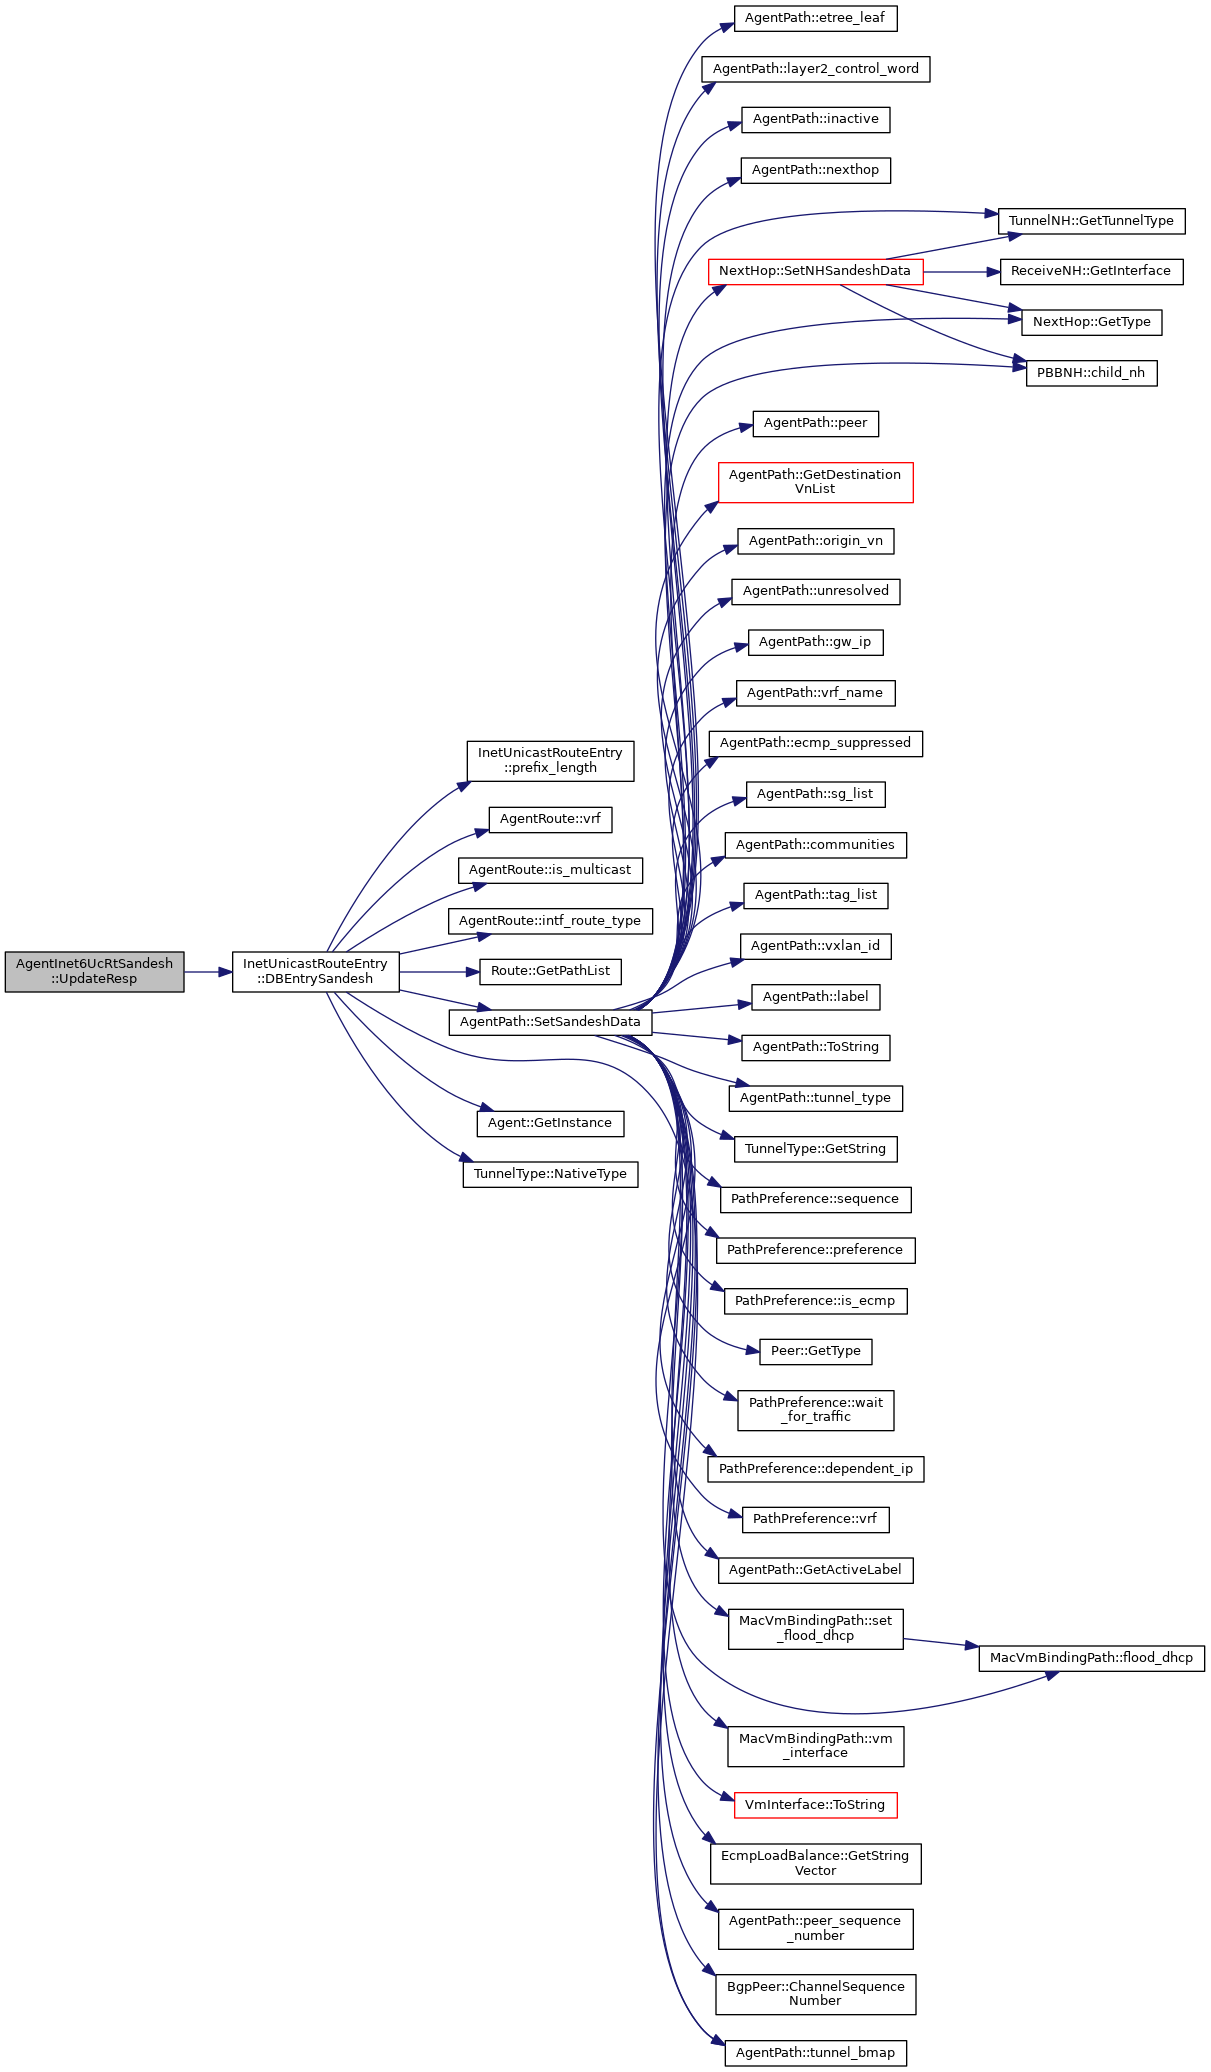 AgentInet6UcRtSandesh
::UpdateResp
InetUnicastRouteEntry
::DBEntrySandesh
InetUnicastRouteEntry
::prefix_length
AgentRoute::vrf
AgentRoute::is_multicast
AgentRoute::intf_route_type
Route::GetPathList
AgentPath::SetSandeshData
Agent::GetInstance
TunnelType::NativeType
AgentPath::etree_leaf
AgentPath::layer2_control_word
AgentPath::inactive
AgentPath::nexthop
NextHop::SetNHSandeshData
TunnelNH::GetTunnelType
ReceiveNH::GetInterface
NextHop::GetType
PBBNH::child_nh
AgentPath::peer
AgentPath::GetDestination
VnList
AgentPath::origin_vn
AgentPath::unresolved
AgentPath::gw_ip
AgentPath::vrf_name
AgentPath::ecmp_suppressed
AgentPath::sg_list
AgentPath::communities
AgentPath::tag_list
AgentPath::vxlan_id
AgentPath::label
AgentPath::ToString
AgentPath::tunnel_type
TunnelType::GetString
PathPreference::sequence
PathPreference::preference
PathPreference::is_ecmp
Peer::GetType
PathPreference::wait
_for_traffic
PathPreference::dependent_ip
PathPreference::vrf
AgentPath::GetActiveLabel
MacVmBindingPath::set
_flood_dhcp
MacVmBindingPath::flood_dhcp
MacVmBindingPath::vm
_interface
VmInterface::ToString
EcmpLoadBalance::GetString
Vector
AgentPath::peer_sequence
_number
BgpPeer::ChannelSequence
Number
AgentPath::tunnel_bmap